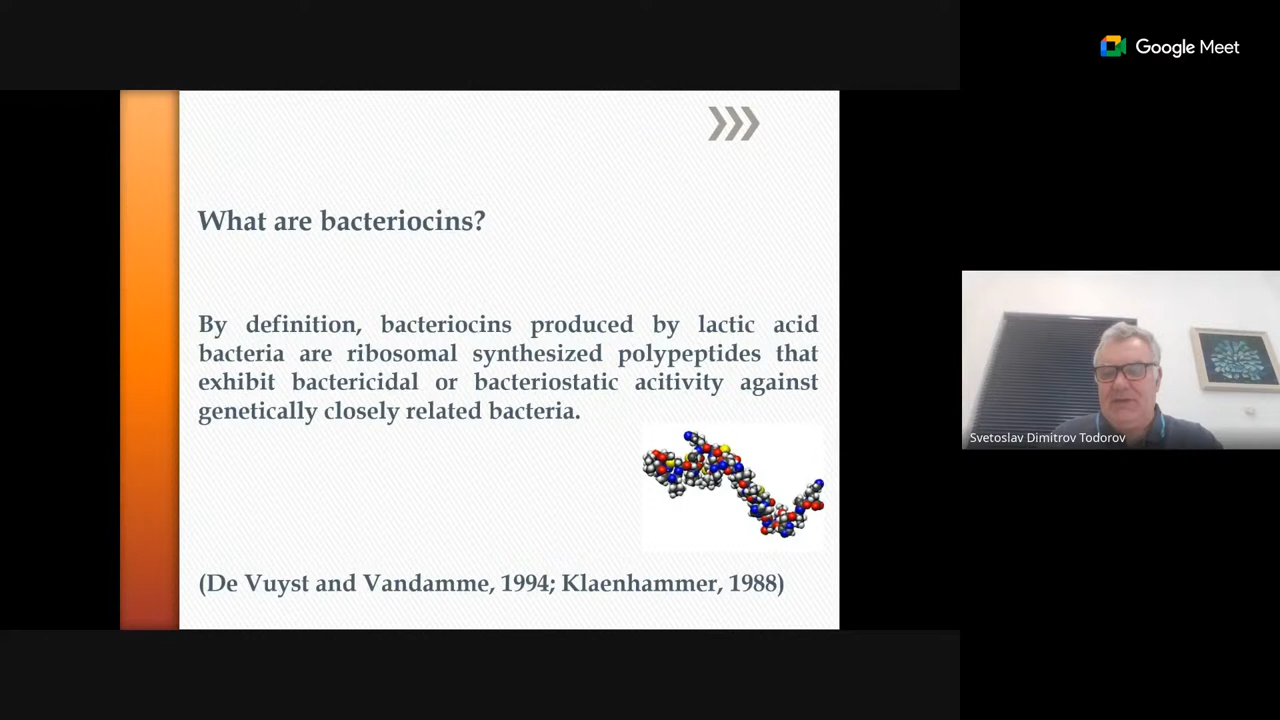 Google Meet
What are bacteriocins?
By definition, bacteriocins produced by lactic acid
bacteria are ribosomal synthesized polypeptides that
exhibit bactericidal or bacteriostatic acitivity against
genetically closely related bacteria.
(De Vuyst and Vandamme, 1994; Klaenhammer, 1988)
Svetoslav Dimitrov Todorov